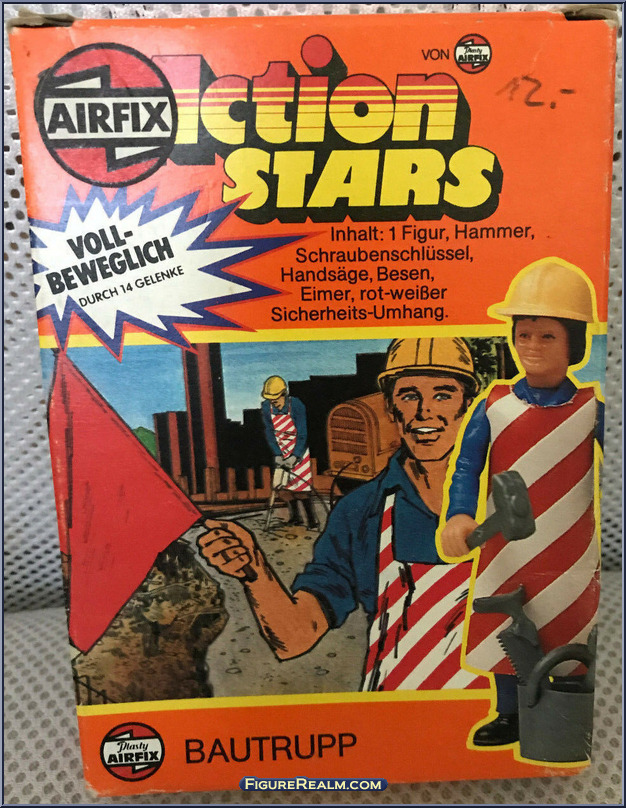 AIRFIX
Action
STARS
VON Plasty AIRFIX
12.-
VOLL-
BEWEGLICH
DURCH 14 GELENKE
Inhalt: 1 Figur, Hammer,
Schraubenschlüssel,
Handsäge, Besen,
Eimer, rot-weißer
Sicherheits-Umhang.
Plasty
AIRFIX
BAUTRUPP
FIGUREREALM.COM